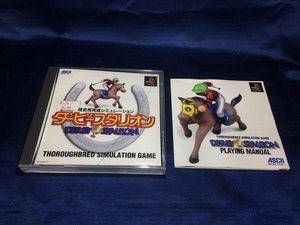 ASCII
競走馬育成シミュレーション
ダービースタリオン
DERBY STALLION
THOROUGHBRED SIMULATION GAME
THOROUGHBRED SIMULATION GAME
DERBY STALLION
PLAYING MANUAL
ASCII